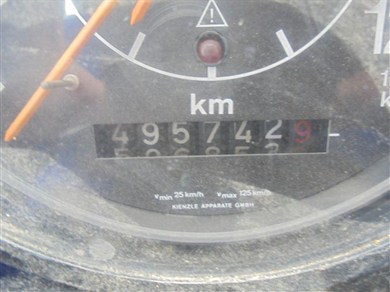 km
4957429
vmin 25 km/h vmax 125 km/h
KIENZLE APPARATE GMBH